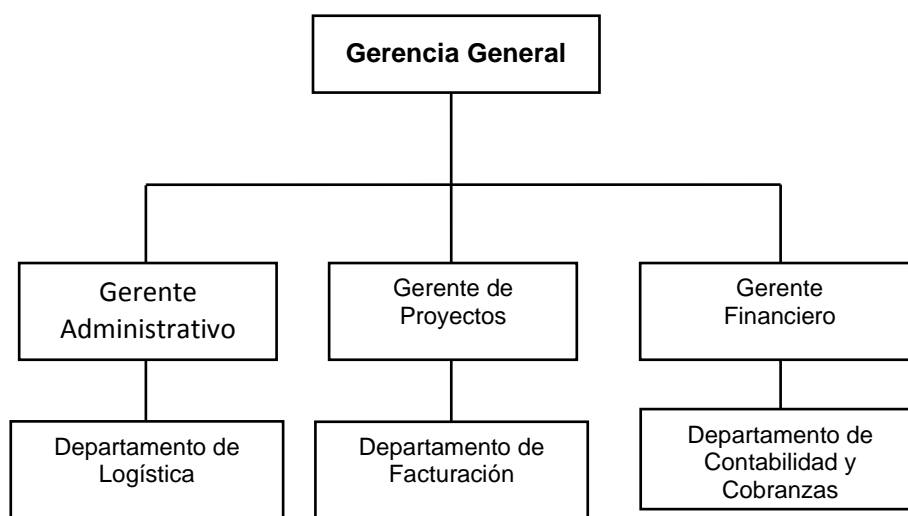 Gerencia General
Gerente
Administrativo
Gerente de
Proyectos
Gerente
Financiero
Departamento de
Logística
Departamento de
Facturación
Departamento de
Contabilidad y
Cobranzas